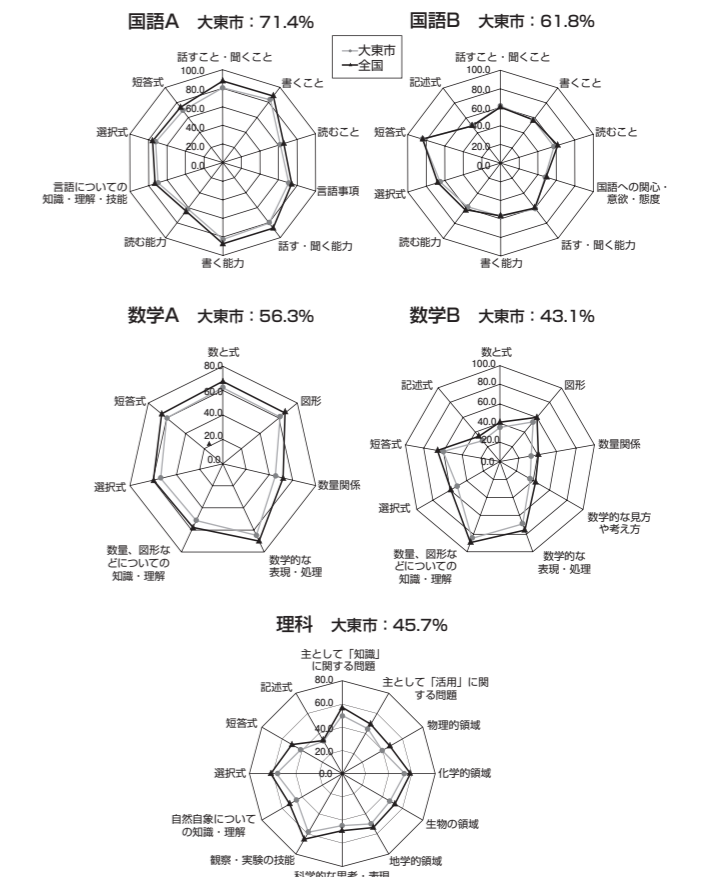 国語A 大東市：71.4%
国語B 大東市：61.8%
大東市
全国
話すこと・聞くこと
書くこと
読むこと
言語事項
話す・聞く能力
書く能力
読む能力
言語についての
知識・理解・技能
選択式
短答式
100.0
80.0
60.0
40.0
20.0
0.0
話すこと・聞くこと
書くこと
読むこと
国語への関心・
意欲・態度
話す・聞く能力
書く能力
読む能力
選択式
短答式
記述式
100.0
80.0
60.0
40.0
20.0
0.0
数学A 大東市：56.3%
数と式
図形
数量関係
数学的な
表現・処理
数量、図形な
どについての
知識・理解
選択式
短答式
80.0
60.0
40.0
20.0
0.0
数学B 大東市：43.1%
数と式
図形
数量関係
数学的な見方
や考え方
数学的な
表現・処理
数量、図形な
どについての
知識・理解
選択式
短答式
記述式
100.0
80.0
60.0
40.0
20.0
0.0
理科 大東市：45.7%
主として「知識」
に関する問題
主として「活用」に関
する問題
物理的領域
化学的領域
生物の領域
地学的領域
科学的な思考・表現
観察・実験の技能
自然自象について
の知識・理解
選択式
短答式
記述式
80.0
60.0
40.0
20.0
0.0